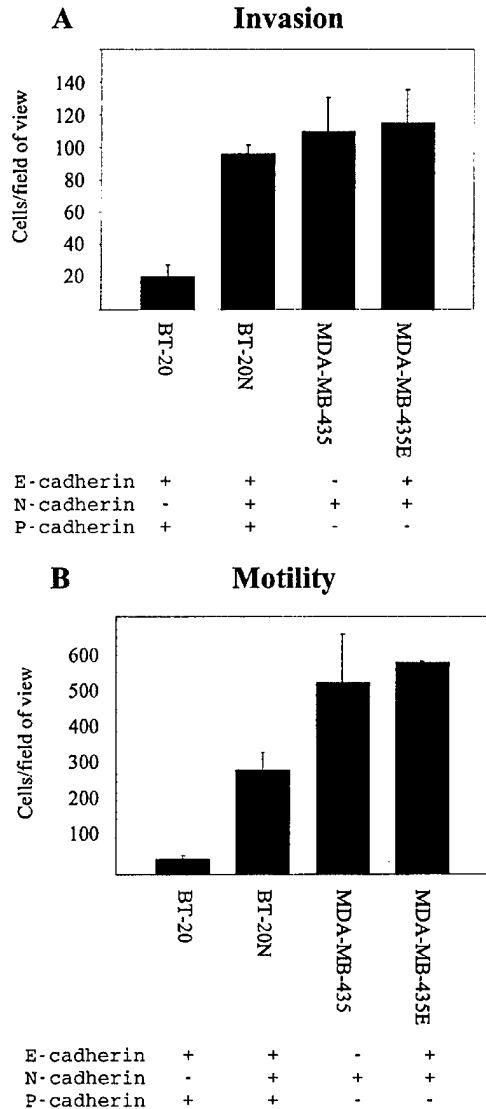 A Invasion
Cells/field of view
140
120
100
80
60
40
20
BT-20
BT-20N
MDA-MB-435
MDA-MB-435E
E-cadherin + + - +
N-cadherin - + + +
P-cadherin + + - -
B Motility
Cells/field of view
600
500
400
300
200
100
BT-20
BT-20N
MDA-MB-435
MDA-MB-435E
E-cadherin + + - +
N-cadherin - + + +
P-cadherin + + - -